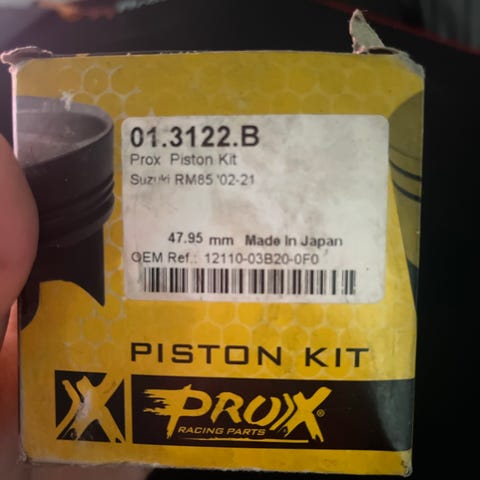 01.3122.B
Prox Piston Kit
Suzuki RM85 '02-21
47.95 mm Made In Japan
OEM Ref.: 12110-03B20-0F0
PISTON KIT
X PROX®
RACING PARTS